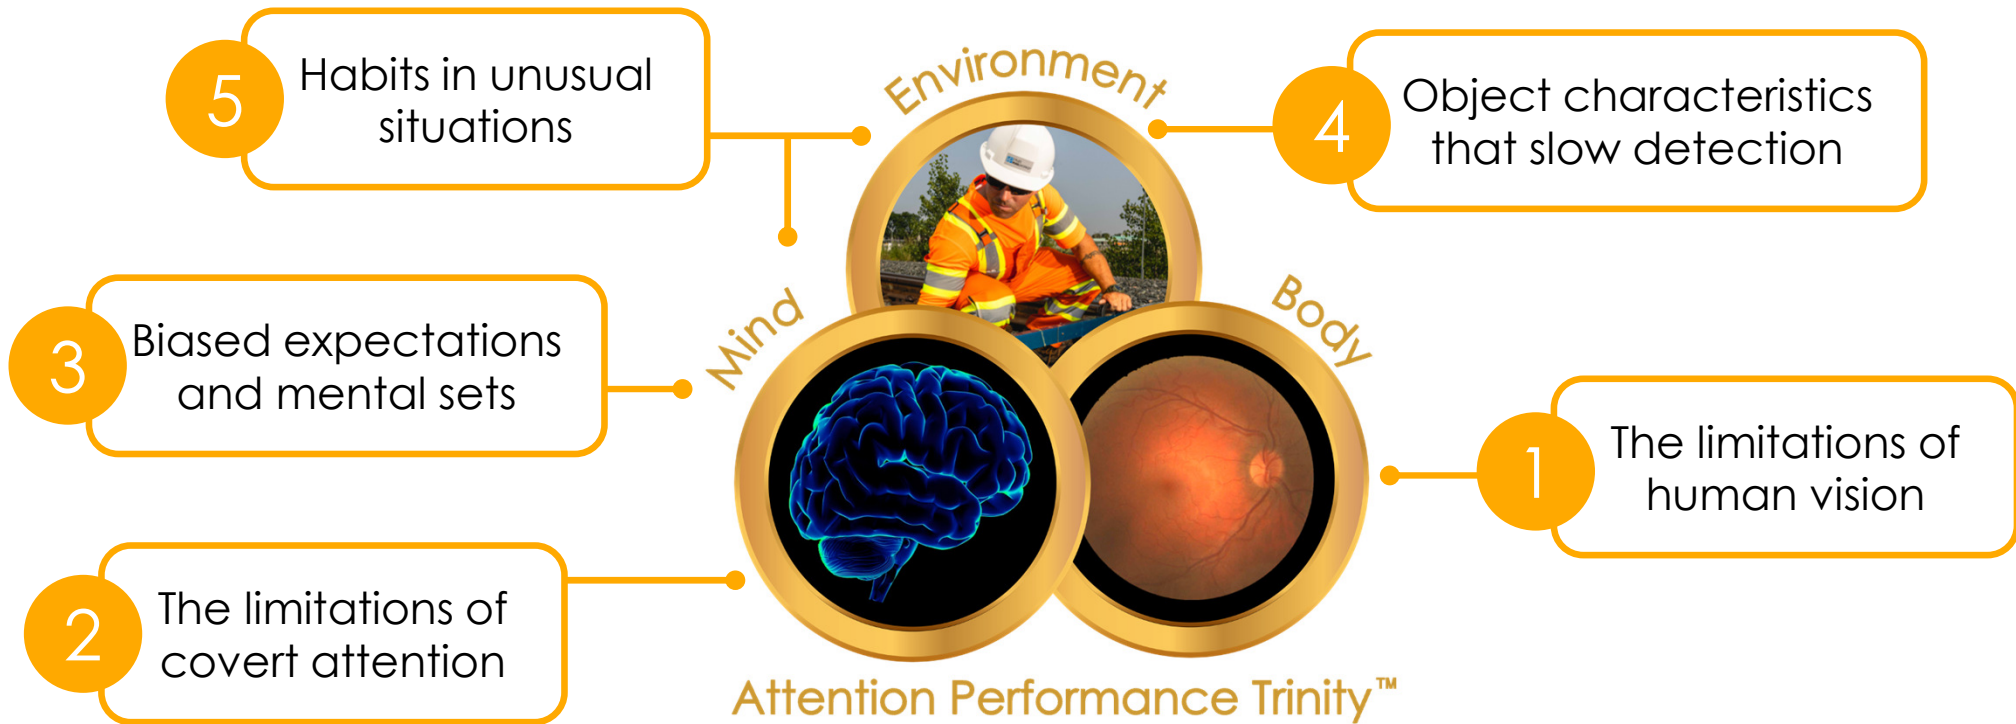 5
Habits in unusual
situations
Environment
4
Object characteristics
that slow detection
3
Biased expectations
and mental sets
Mind
Body
1
The limitations of
human vision
2
The limitations of
covert attention
Attention Performance Trinity™